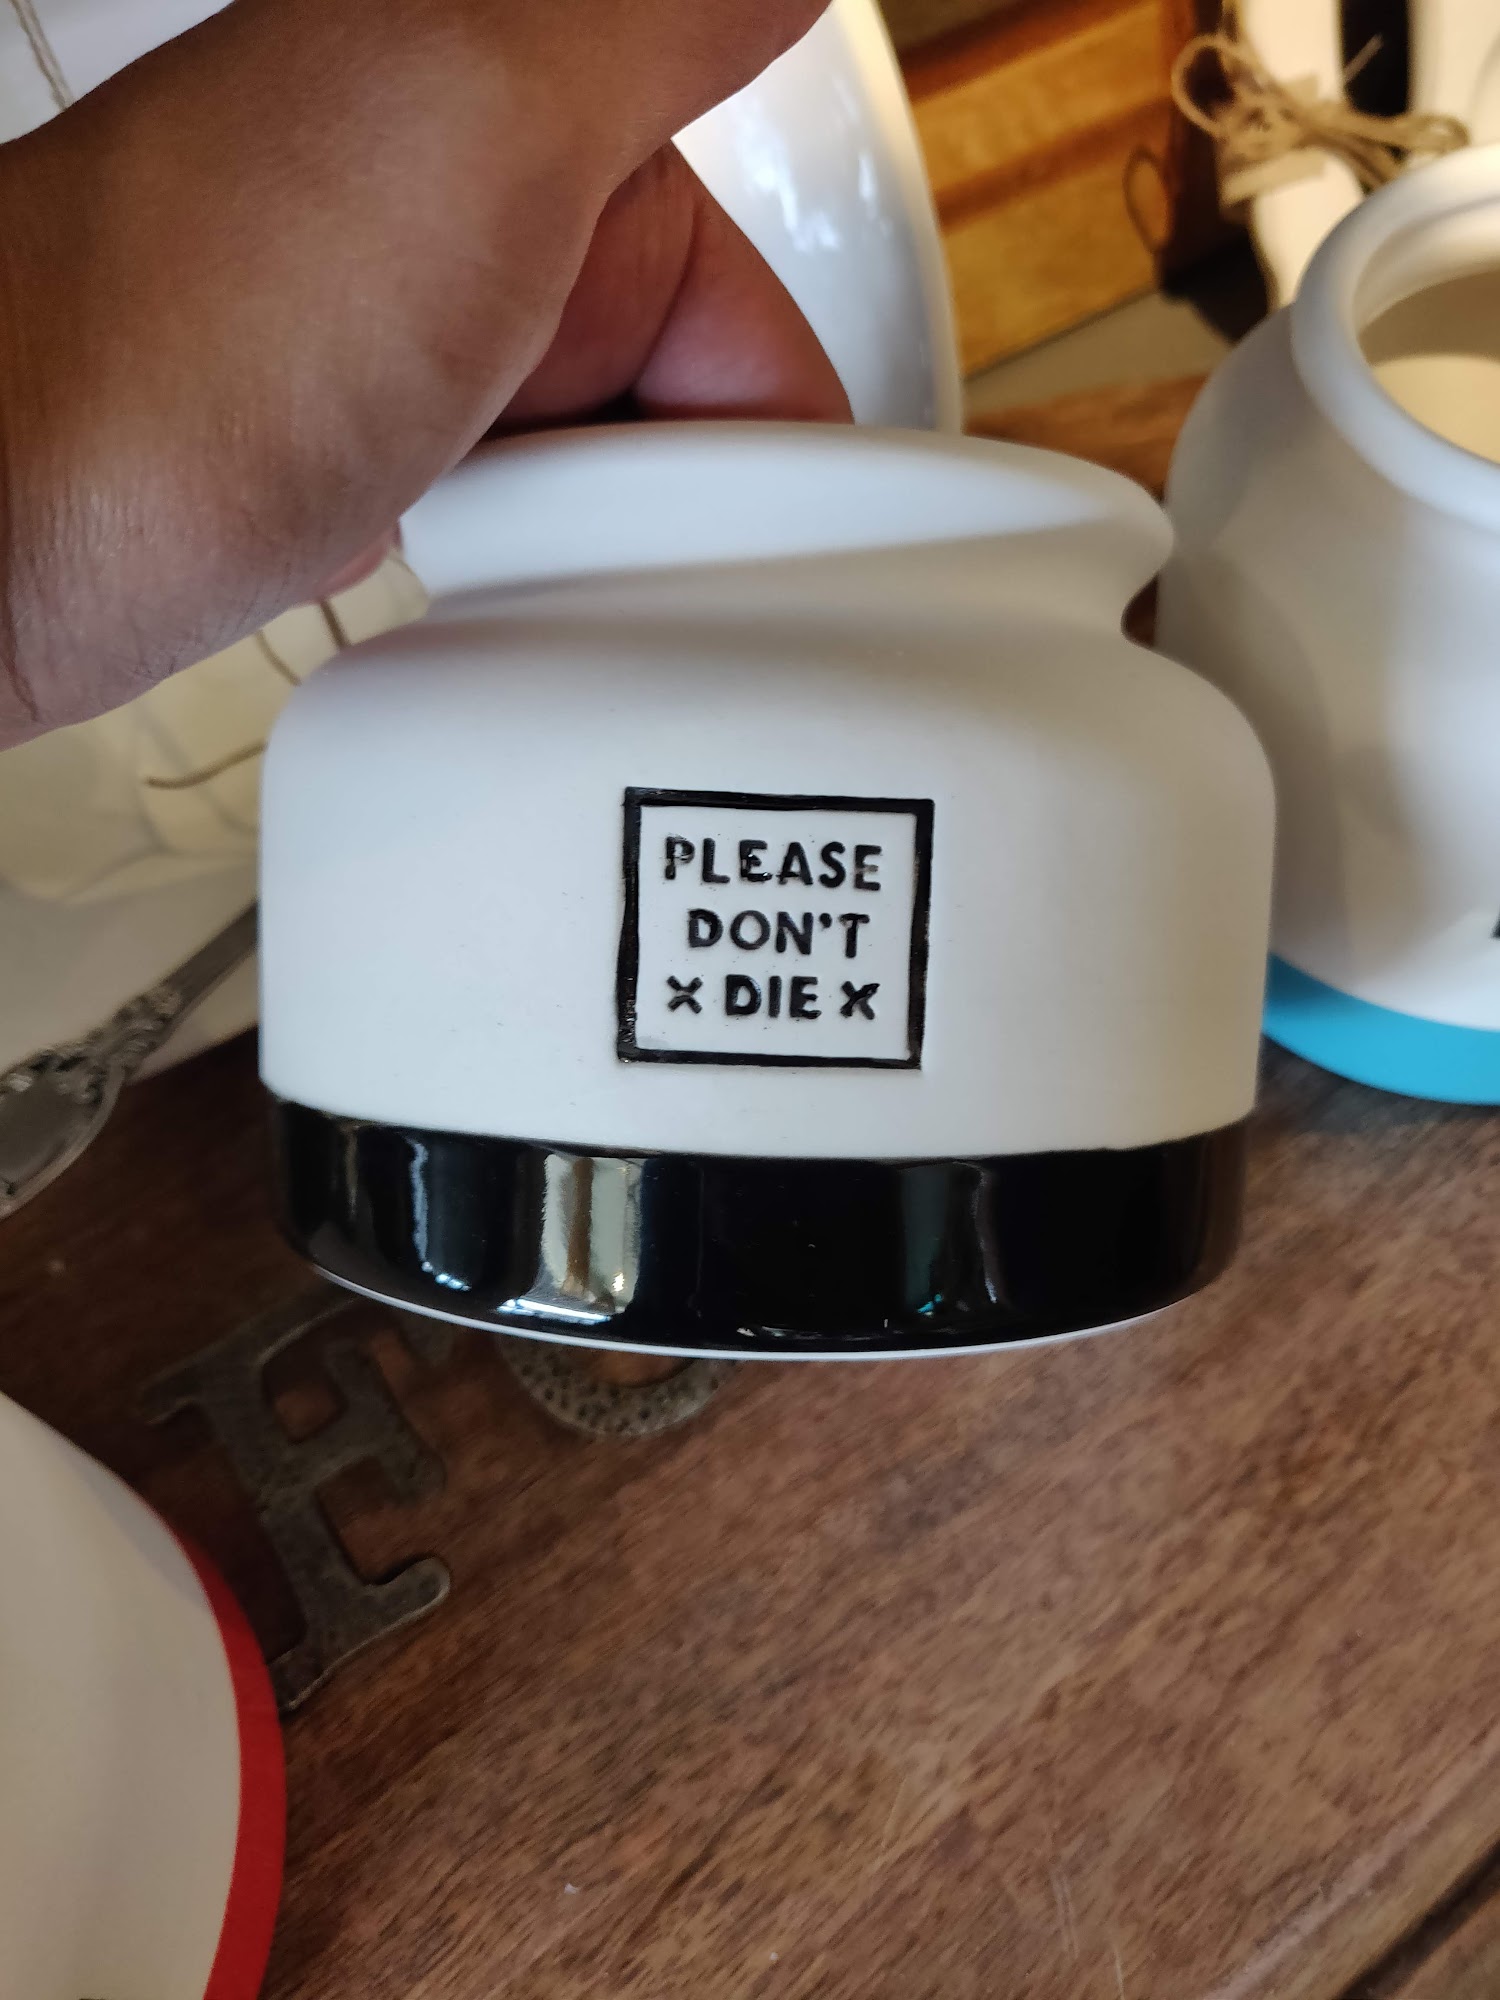 PLEASE
DON'T
× DIE ×